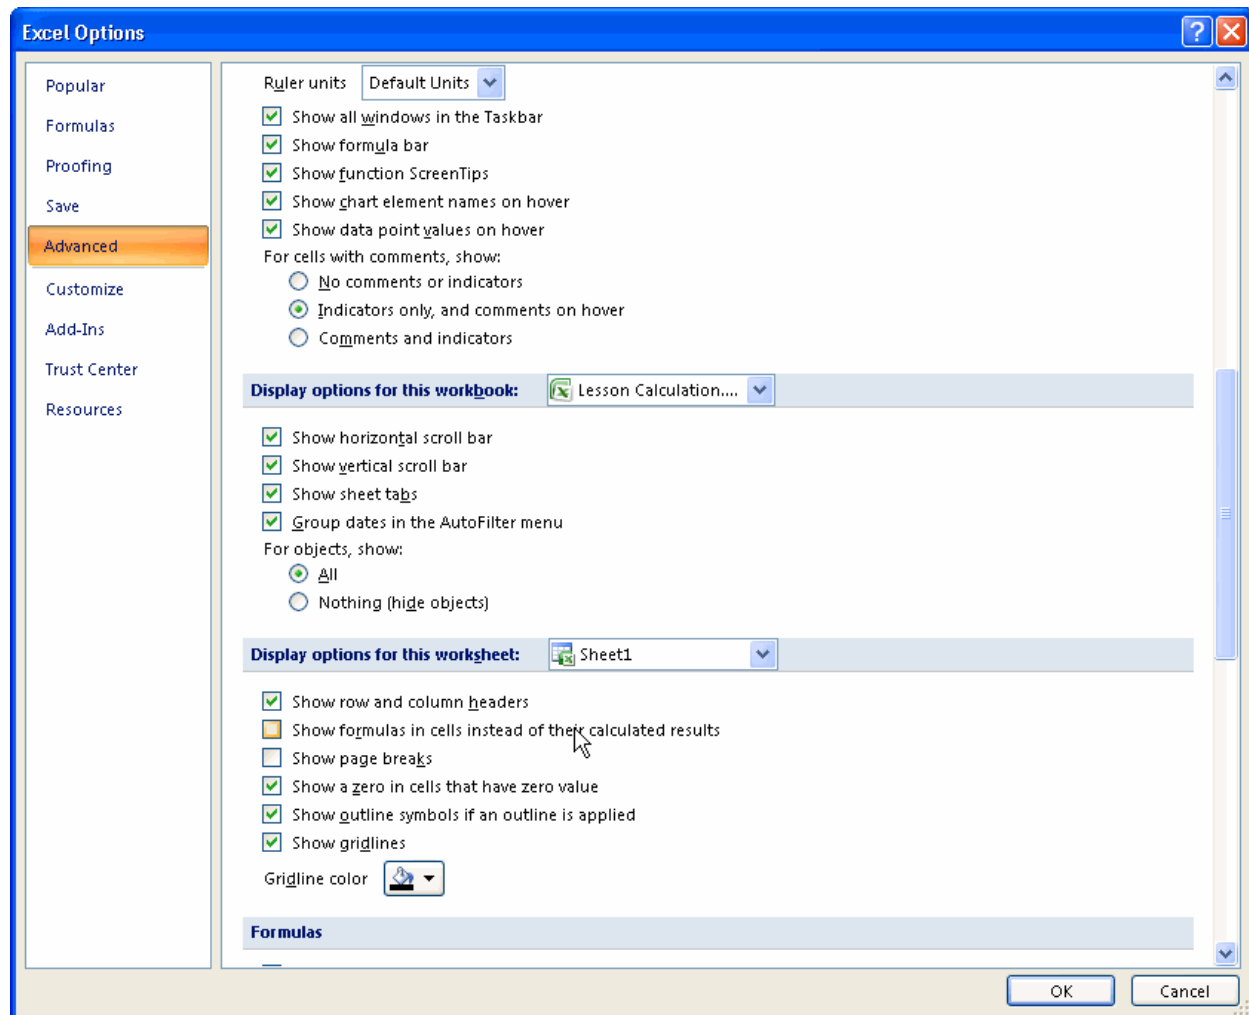 Excel Options
Popular
Formulas
Proofing
Save
Advanced
Customize
Add-Ins
Trust Center
Resources
Ruler units Default Units
Show all windows in the Taskbar
Show formula bar
Show function ScreenTips
Show chart element names on hover
Show data point values on hover
For cells with comments, show:
No comments or indicators
Indicators only, and comments on hover
Comments and indicators
Display options for this workbook: Lesson Calculation....
Show horizontal scroll bar
Show vertical scroll bar
Show sheet tabs
Group dates in the AutoFilter menu
For objects, show:
All
Nothing (hide objects)
Display options for this worksheet: Sheet1
Show row and column headers
Show formulas in cells instead of their calculated results
Show page breaks
Show a zero in cells that have zero value
Show outline symbols if an outline is applied
Show gridlines
Gridline color
Formulas
OK Cancel